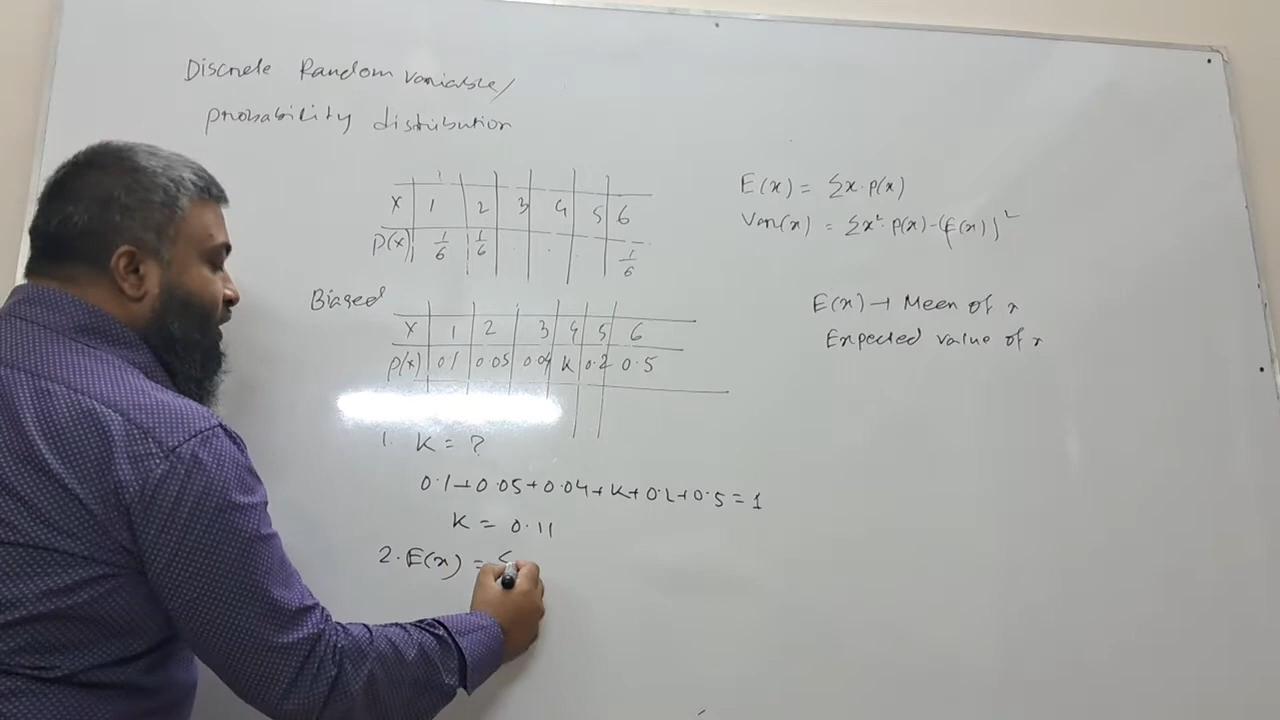 Discrete Random variable/
probability distribution
X 1 2 3 4 5 6
P(x) 1/6 1/6 . . . 1/6
E(x) = Σx·p(x)
Var(x) = Σx²·p(x)-(E(x))²
Biased
X 1 2 3 4 5 6
P(x) 0.1 0.05 0.04 K 0.2 0.5
E(x) → Mean of x
Expected value of x
1. K = ?
0.1+0.05+0.04+K+0.2+0.5=1
K = 0.11
2. E(x) =